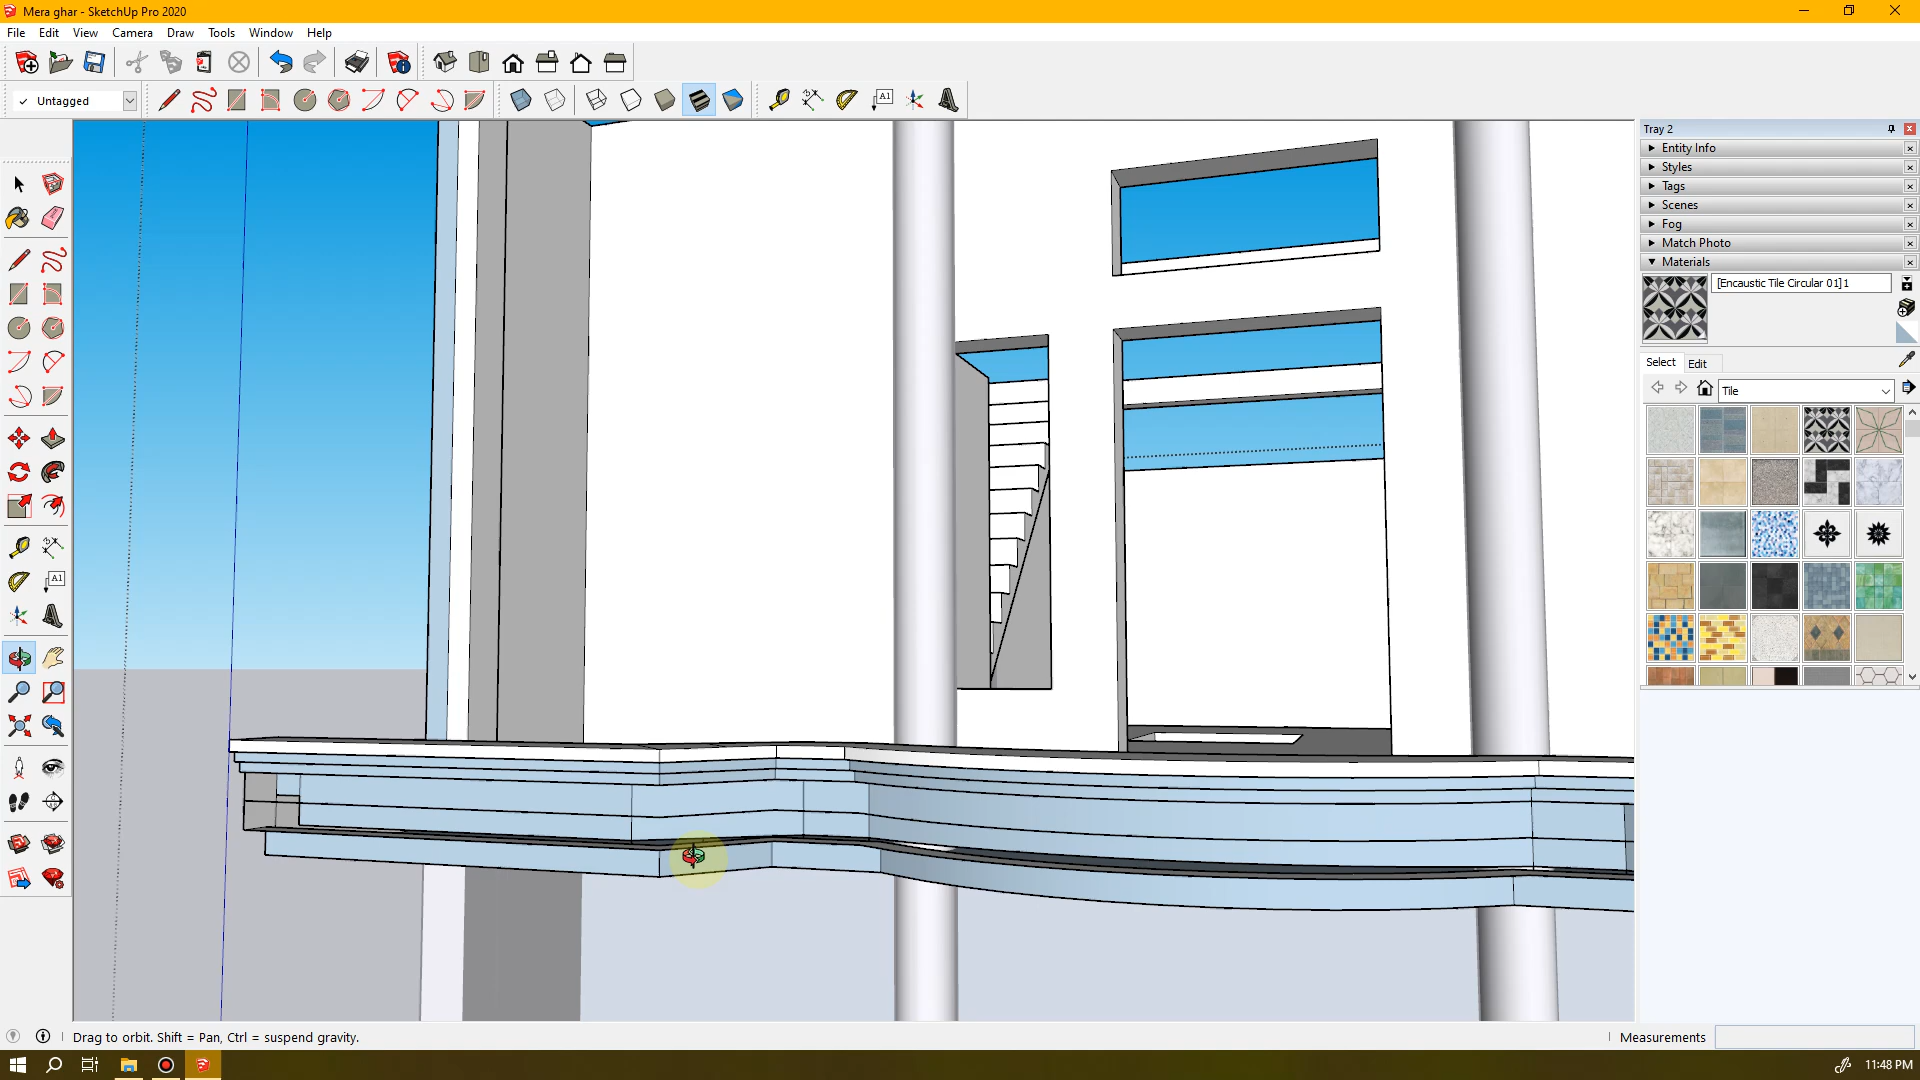 Mera ghar - SketchUp Pro 2020
File Edit View Camera Draw Tools Window Help
✓ Untagged
A1
Tray 2
Entity Info
Styles
Tags
Scenes
Fog
Match Photo
Materials
[Encaustic Tile Circular 01]1
Select Edit
Tile
A1
Drag to orbit. Shift = Pan, Ctrl = suspend gravity.
Measurements
11:48 PM